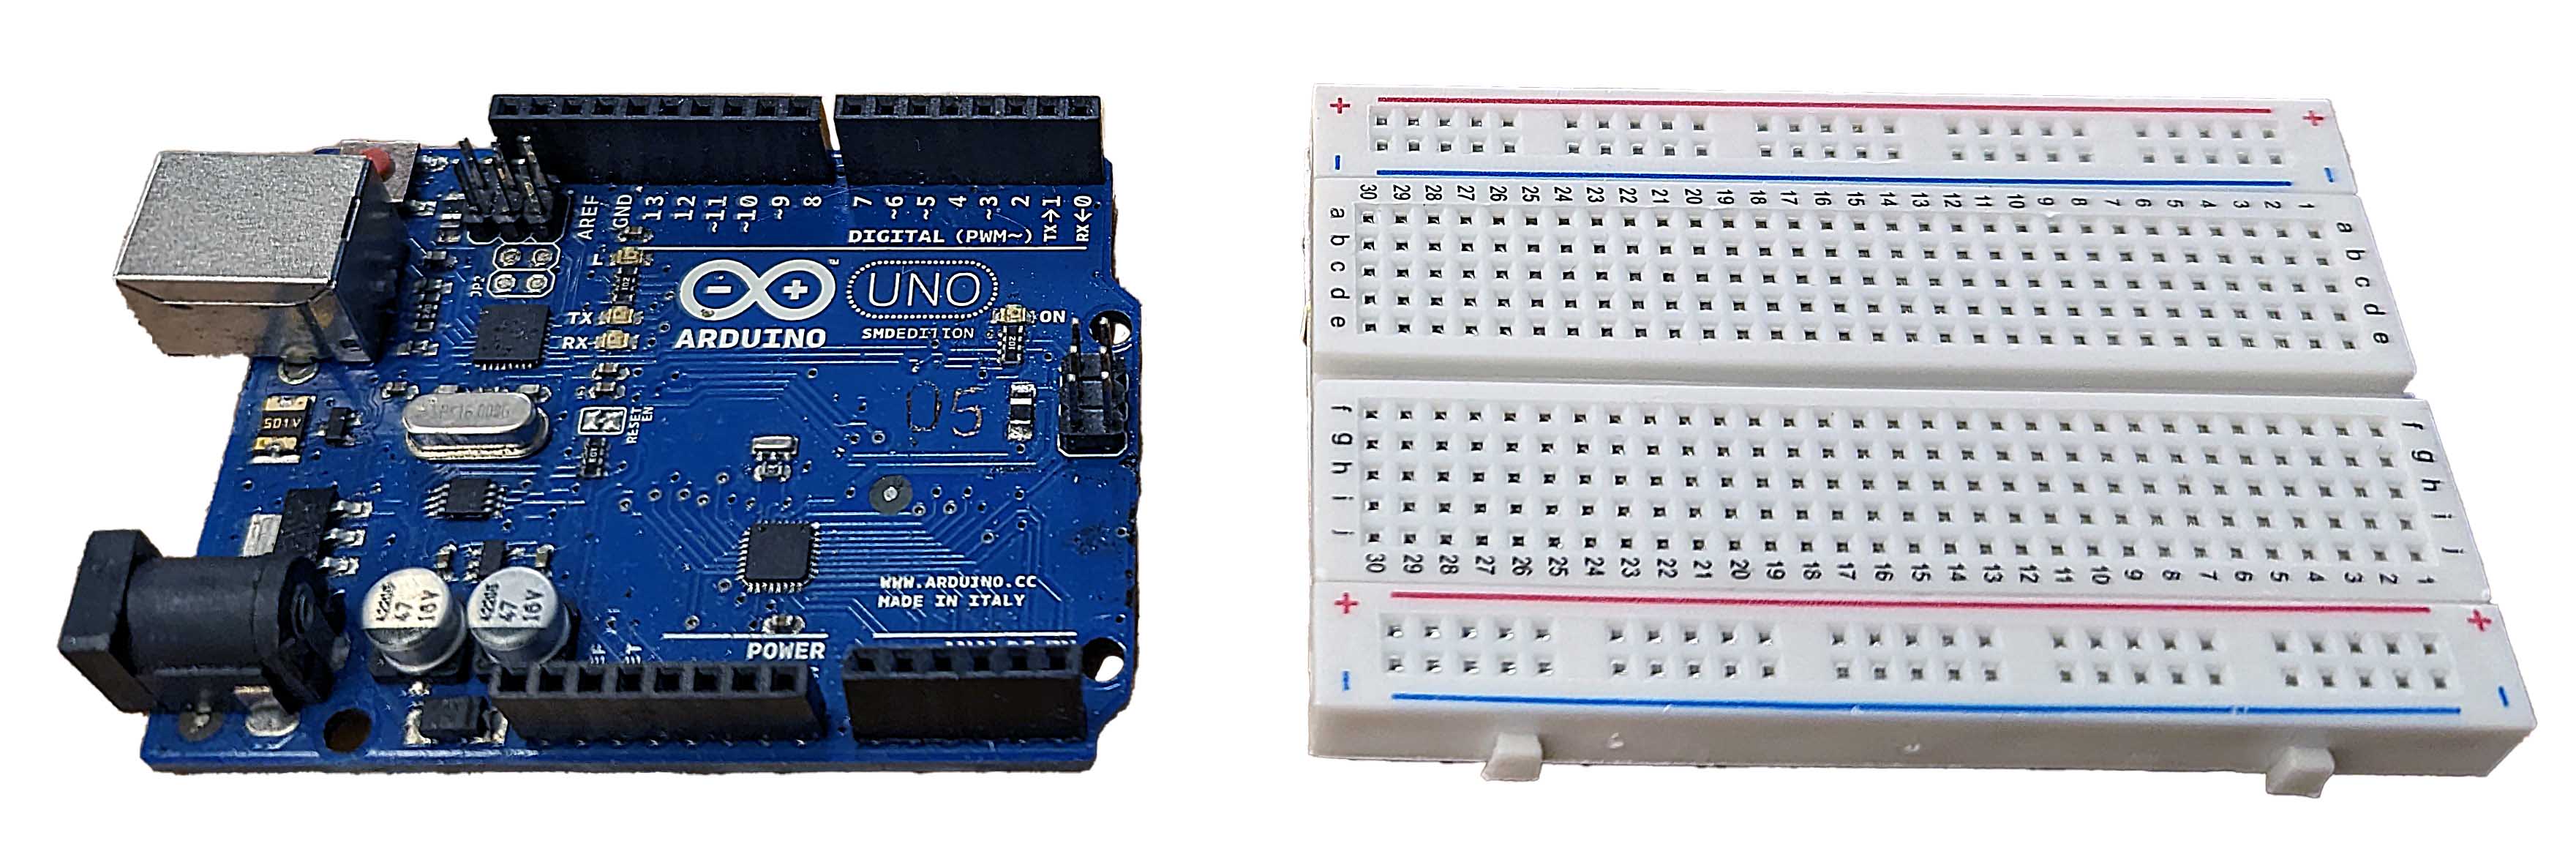 AREF
GND
13
12
~11
~10
~9
8
7
~6
~5
4
~3
2
TX→1
RX←0
DIGITAL (PWM~)
JP2
TX
RX
ARDUINO
UNO
SMDEDITION
ON
05
RESET
EN
501V
47
16V
47
16V
WWW.ARDUINO.CC
MADE IN ITALY
POWER
+ +
- -
30 29 28 27 26 25 24 23 22 21 20 19 18 17 16 15 14 13 12 11 10 9 8 7 6 5 4 3 2 1
a a
b b
c c
d d
e e
f f
g g
h h
i i
j j
30 29 28 27 26 25 24 23 22 21 20 19 18 17 16 15 14 13 12 11 10 9 8 7 6 5 4 3 2 1
+ +
- -